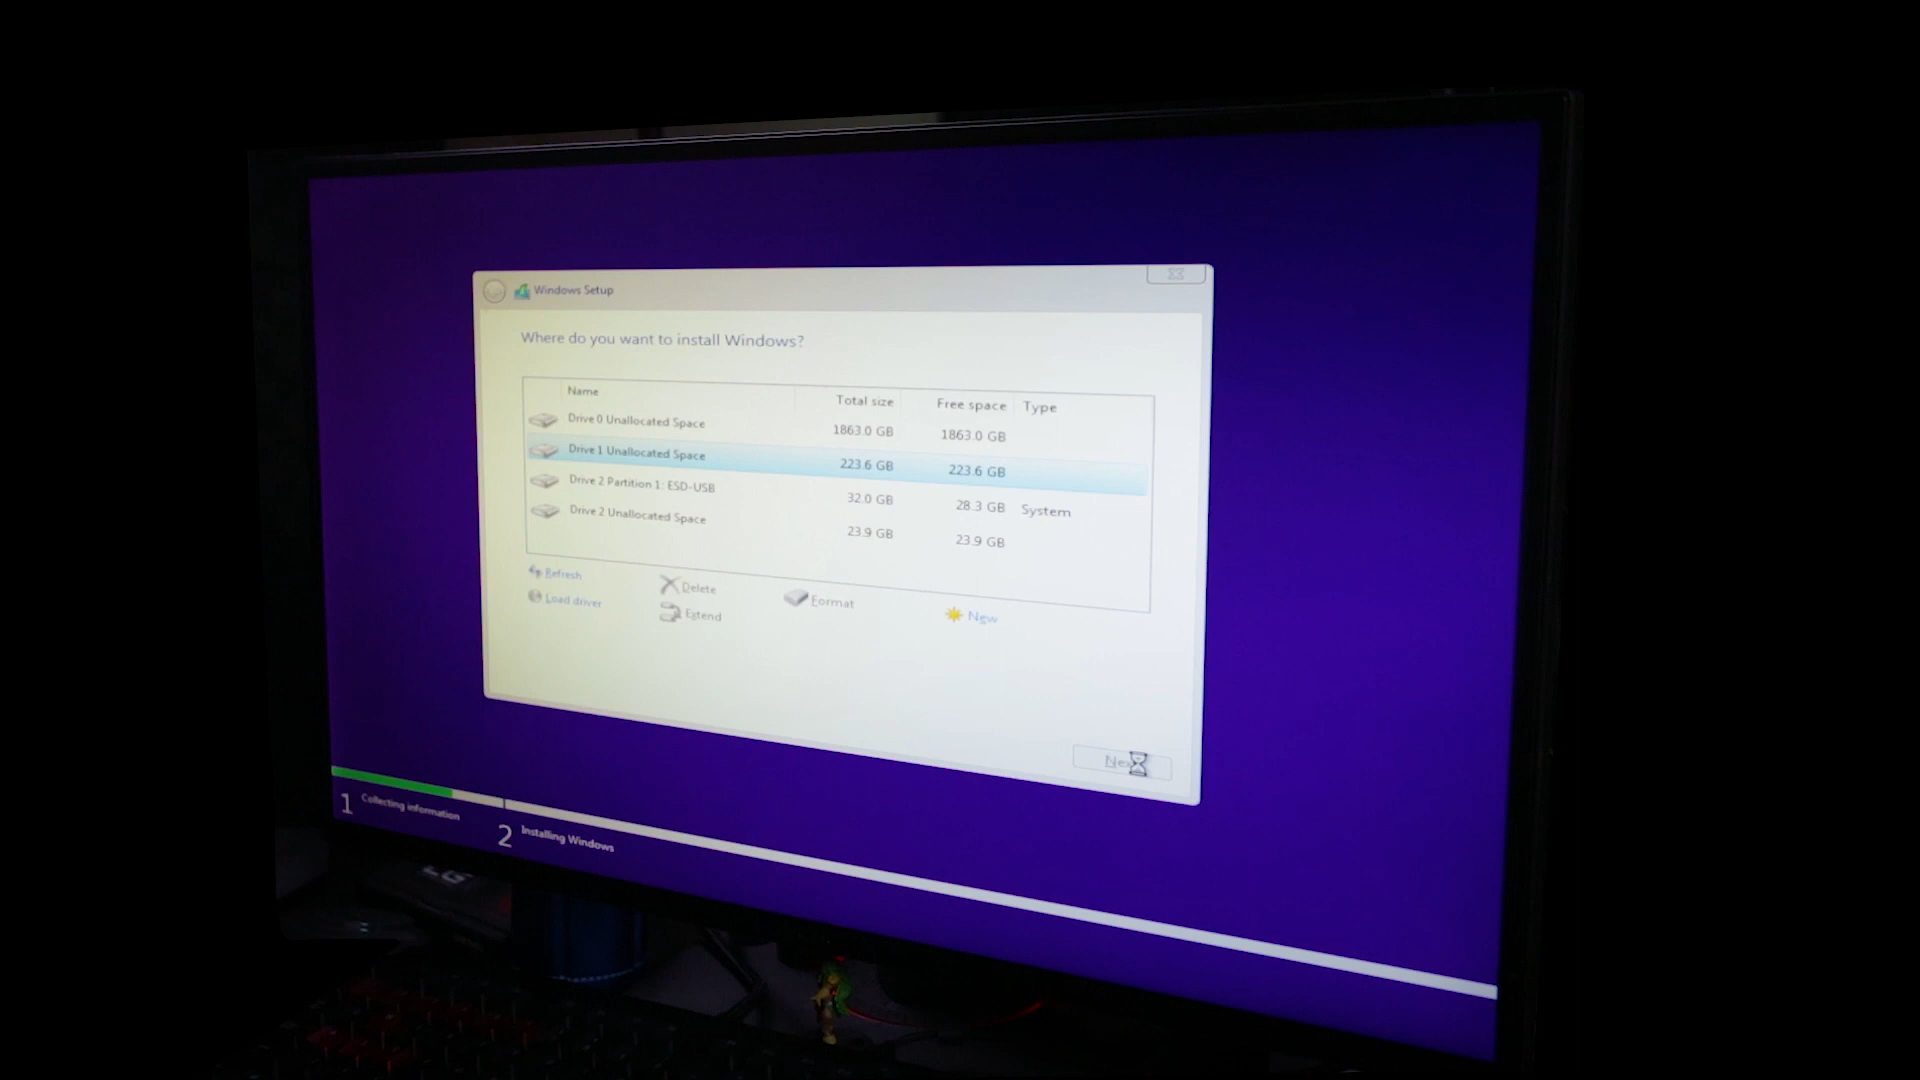 Windows Setup
Where do you want to install Windows?
Name Total size Free space Type
Drive 0 Unallocated Space 1863.0 GB 1863.0 GB
Drive 1 Unallocated Space 223.6 GB 223.6 GB
Drive 2 Partition 1: ESD-USB 32.0 GB 28.3 GB System
Drive 2 Unallocated Space 23.9 GB 23.9 GB
Refresh Delete Format New
Load driver Extend
1 Collecting information
2 Installing Windows